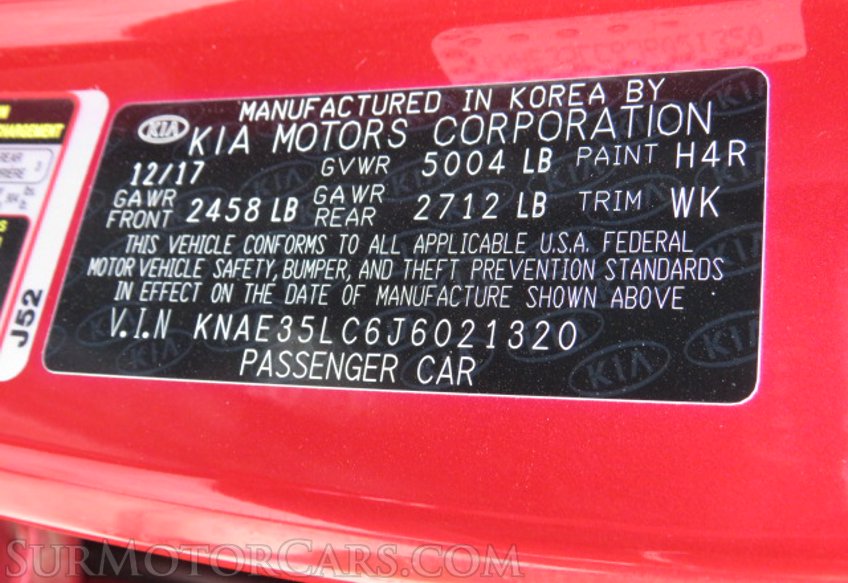 MANUFACTURED IN KOREA BY
KIA KIA MOTORS CORPORATION
12/17 GVWR 5004 LB PAINT H4R
GAWR FRONT 2458 LB GAWR REAR 2712 LB TRIM WK
THIS VEHICLE CONFORMS TO ALL APPLICABLE U.S.A. FEDERAL
MOTOR VEHICLE SAFETY, BUMPER, AND THEFT PREVENTION STANDARDS
IN EFFECT ON THE DATE OF MANUFACTURE SHOWN ABOVE
V.I.N KNAE35LC6J6021320
PASSENGER CAR
REAR
J52
SURMOTORCARS.COM